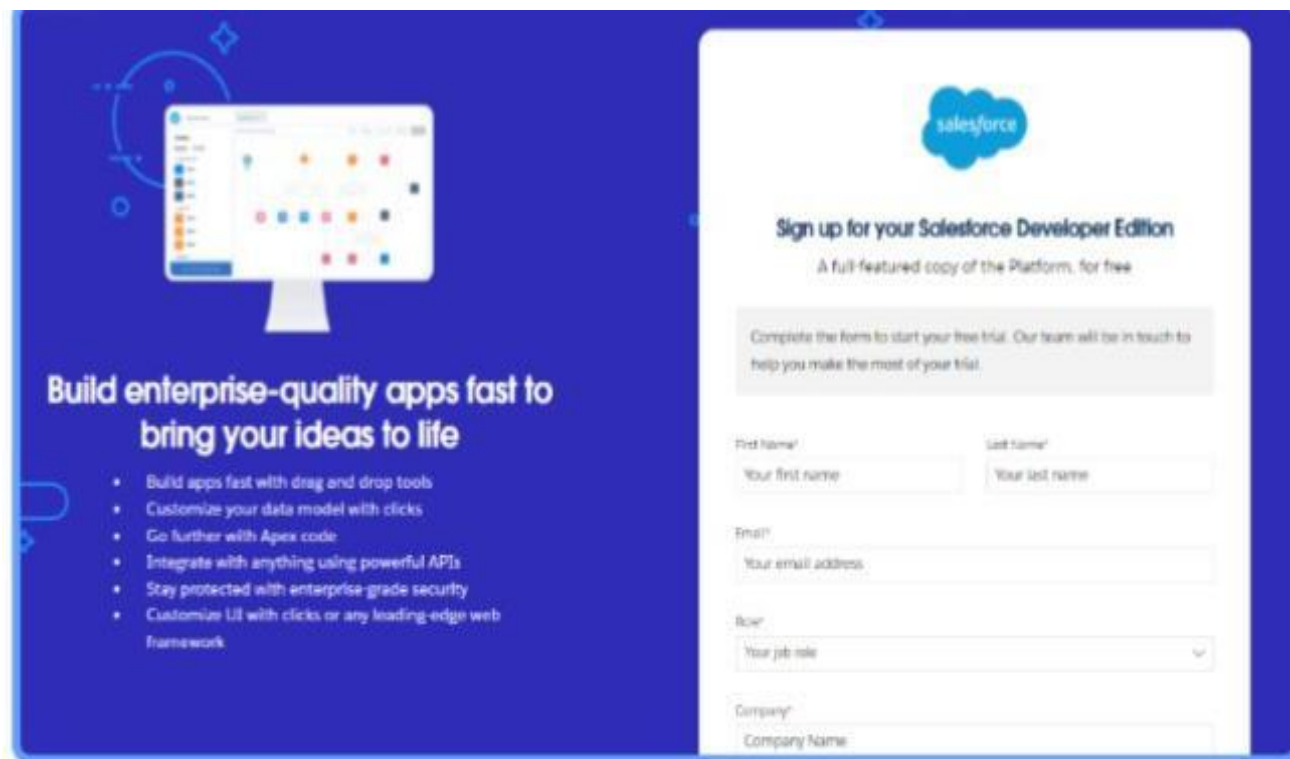 Build enterprise-quality apps fast to
bring your ideas to life
• Build apps fast with drag and drop tools
• Customize your data model with clicks
• Go further with Apex code
• Integrate with anything using powerful APIs
• Stay protected with enterprise-grade security
• Customize UI with clicks or any leading-edge web
framework
salesforce
Sign up for your Salesforce Developer Edition
A full-featured copy of the Platform, for free
Complete the form to start your free trial. Our team will be in touch to
help you make the most of your trial.
First Name* Last Name*
Your first name Your last name
Email*
Your email address
Role*
Your job role
Company*
Company Name